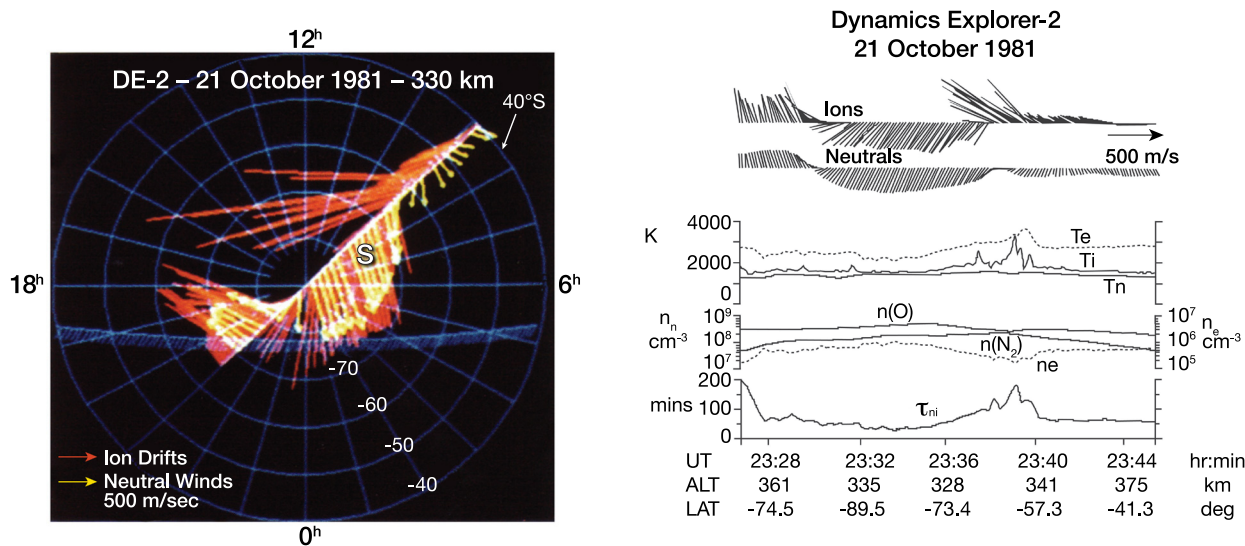 12ʰ
DE-2 – 21 October 1981 – 330 km
40°S
S
18ʰ
6ʰ
-70
-60
-50
-40
Ion Drifts
Neutral Winds
500 m/sec
0ʰ
Dynamics Explorer-2
21 October 1981
Ions
Neutrals
500 m/s
K
4000
2000
0
Te
Ti
Tn
nₙ
cm⁻³
10⁹
10⁸
10⁷
n(O)
n(N₂)
ne
10⁷
10⁶
10⁵
nₑ
cm⁻³
mins
200
100
0
τₙᵢ
UT 23:28 23:32 23:36 23:40 23:44 hr:min
ALT 361 335 328 341 375 km
LAT -74.5 -89.5 -73.4 -57.3 -41.3 deg